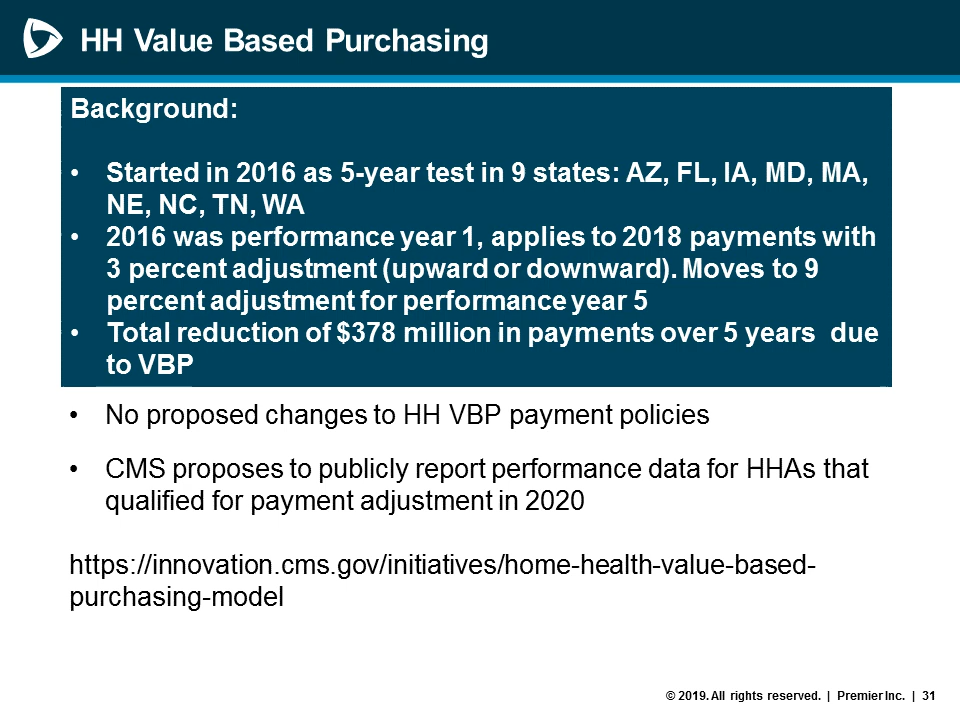 HH Value Based Purchasing
Background:
• Started in 2016 as 5-year test in 9 states: AZ, FL, IA, MD, MA,
NE, NC, TN, WA
• 2016 was performance year 1, applies to 2018 payments with
3 percent adjustment (upward or downward). Moves to 9
percent adjustment for performance year 5
• Total reduction of $378 million in payments over 5 years  due
to VBP
• No proposed changes to HH VBP payment policies
• CMS proposes to publicly report performance data for HHAs that
qualified for payment adjustment in 2020
https://innovation.cms.gov/initiatives/home-health-value-based-
purchasing-model
© 2019. All rights reserved. | Premier Inc. | 31